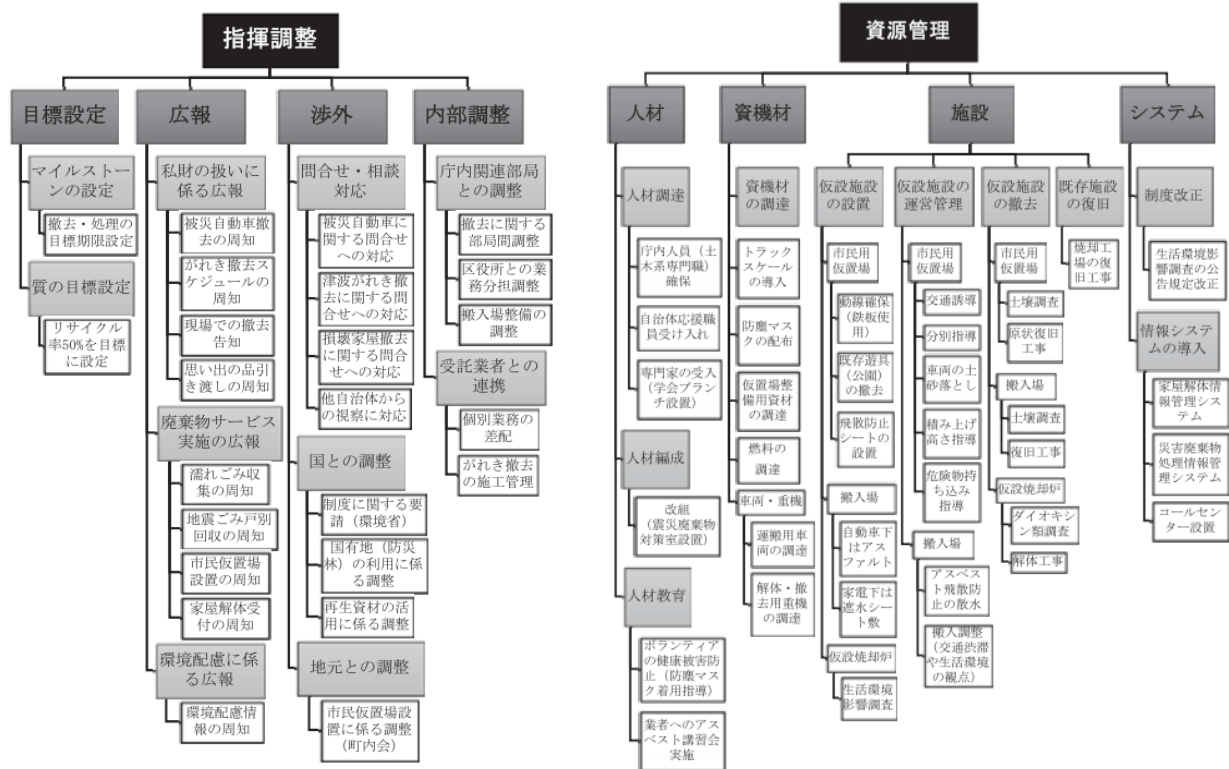 指揮調整
目標設定
マイルストー
ンの設定
撤去・処理の
目標期限設定
質の目標設定
リサイクル
率50%を目標
に設定
広報
私財の扱いに
係る広報
被災自動車撤
去の周知
がれき撤去ス
ケジュールの
周知
現場での撤去
告知
思い出の品引
き渡しの周知
廃棄物サービス
実施の広報
濡れごみ収
集の周知
地震ごみ戸別
回収の周知
市民仮置場
設置の周知
家屋解体受
付の周知
環境配慮に係
る広報
環境配慮情
報の周知
渉外
問合せ・相談
対応
被災自動車に
関する問合せ
への対応
津波がれき撤
去に関する問
合せへの対応
損壊家屋撤去
に関する問合
せへの対応
他自治体から
の視察に対応
国との調整
制度に関する要
請（環境省）
国有地（防災
林）の利用に係
る調整
再生資材の活
用に係る調整
地元との調整
市民仮置場設
置に係る調整
（町内会）
内部調整
庁内関連部局
との調整
撤去に関する
部局間調整
区役所との業
務分担調整
搬入場整備の
調整
受託業者との
連携
個別業務の
差配
がれき撤去
の施工管理
資源管理
人材
人材調達
庁内人員（土
木系専門職）
確保
自治体応援職
員受け入れ
専門家の受入
（学会ブラン
チ設置）
人材編成
改組
（震災廃棄物
対策室設置）
人材教育
ボランティア
の健康被害防
止（防塵マス
ク着用指導）
業者へのアス
ベスト講習会
実施
資機材
資機材
の調達
トラック
スケール
の導入
防塵マス
クの配布
仮置場整
備用資材
の調達
燃料の
調達
車両・重機
運搬用車
両の調達
解体・撤
去用重機
の調達
施設
仮設施設
の設置
市民用
仮置場
動線確保
（鉄板使
用）
既存遊具
（公園）
の撤去
飛散防止
シートの
設置
搬入場
自動車下
はアス
ファルト
家電下は
遮水シー
ト敷
仮設焼却炉
生活環境
影響調査
仮設施設の
運営管理
市民用
仮置場
交通誘導
分別指導
車両の土
砂落とし
積み上げ
高さ指導
危険物持
ち込み
指導
搬入場
アスベス
ト飛散防
止の散水
搬入調整
（交通渋滞
や生活環境
の観点）
仮設施設
の撤去
市民用
仮置場
土壌調査
原状復旧
工事
搬入場
土壌調査
復旧工事
仮設焼却炉
ダイオキシ
ン類調査
解体工事
既存施設
の復旧
焼却工
場の復
旧工事
システム
制度改正
生活環境影
響調査の公
告規定改正
情報システ
ムの導入
家屋解体情
報管理シス
テム
災害廃棄物
処理情報管
理システム
コールセン
ター設置